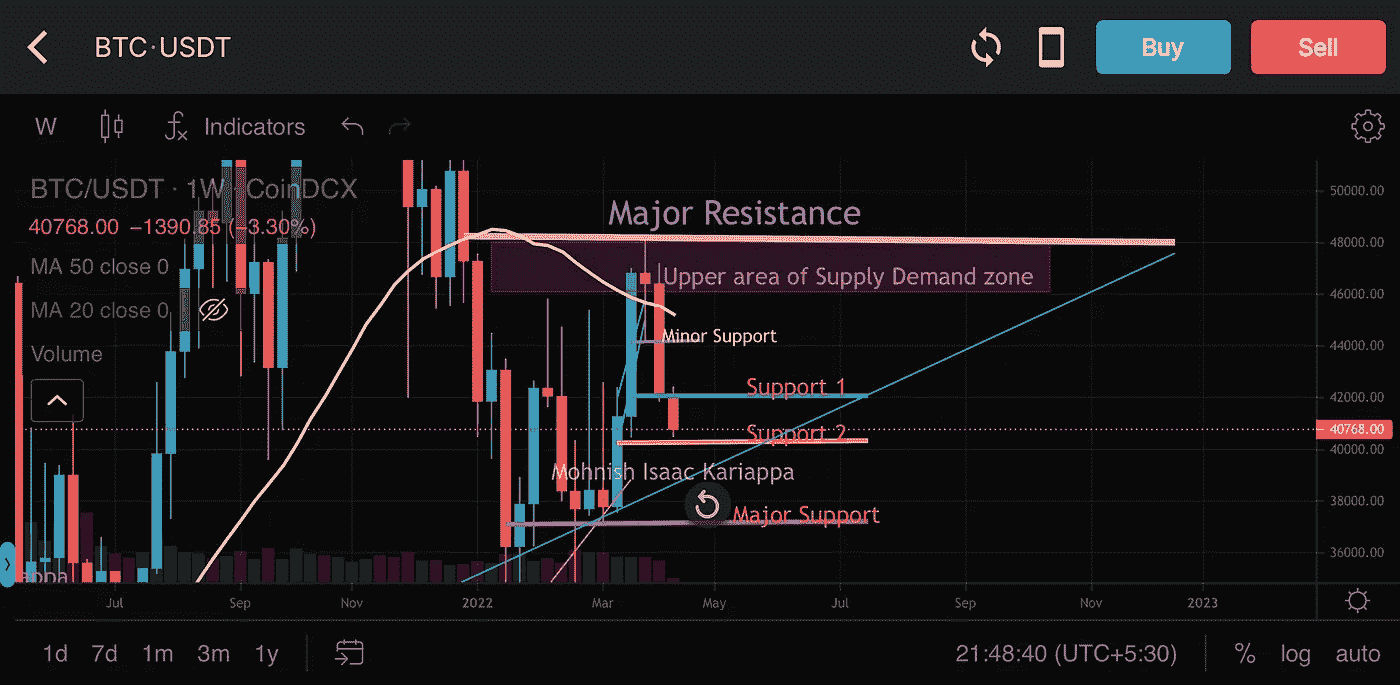 BTC·USDT
Buy
Sell
W
Indicators
BTC/USDT · 1W · CoinDCX
40768.00 −1390.85 (−3.30%)
MA 50 close 0
MA 20 close 0
Volume
Major Resistance
Upper area of Supply Demand zone
Minor Support
Support 1
Support 2
Mohnish Isaac Kariappa
Major Support
appa
50000.00
48000.00
46000.00
44000.00
42000.00
40768.00
40000.00
38000.00
36000.00
Jul Sep Nov 2022 Mar May Jul Sep Nov 2023
1d 7d 1m 3m 1y
21:48:40 (UTC+5:30)
% log auto